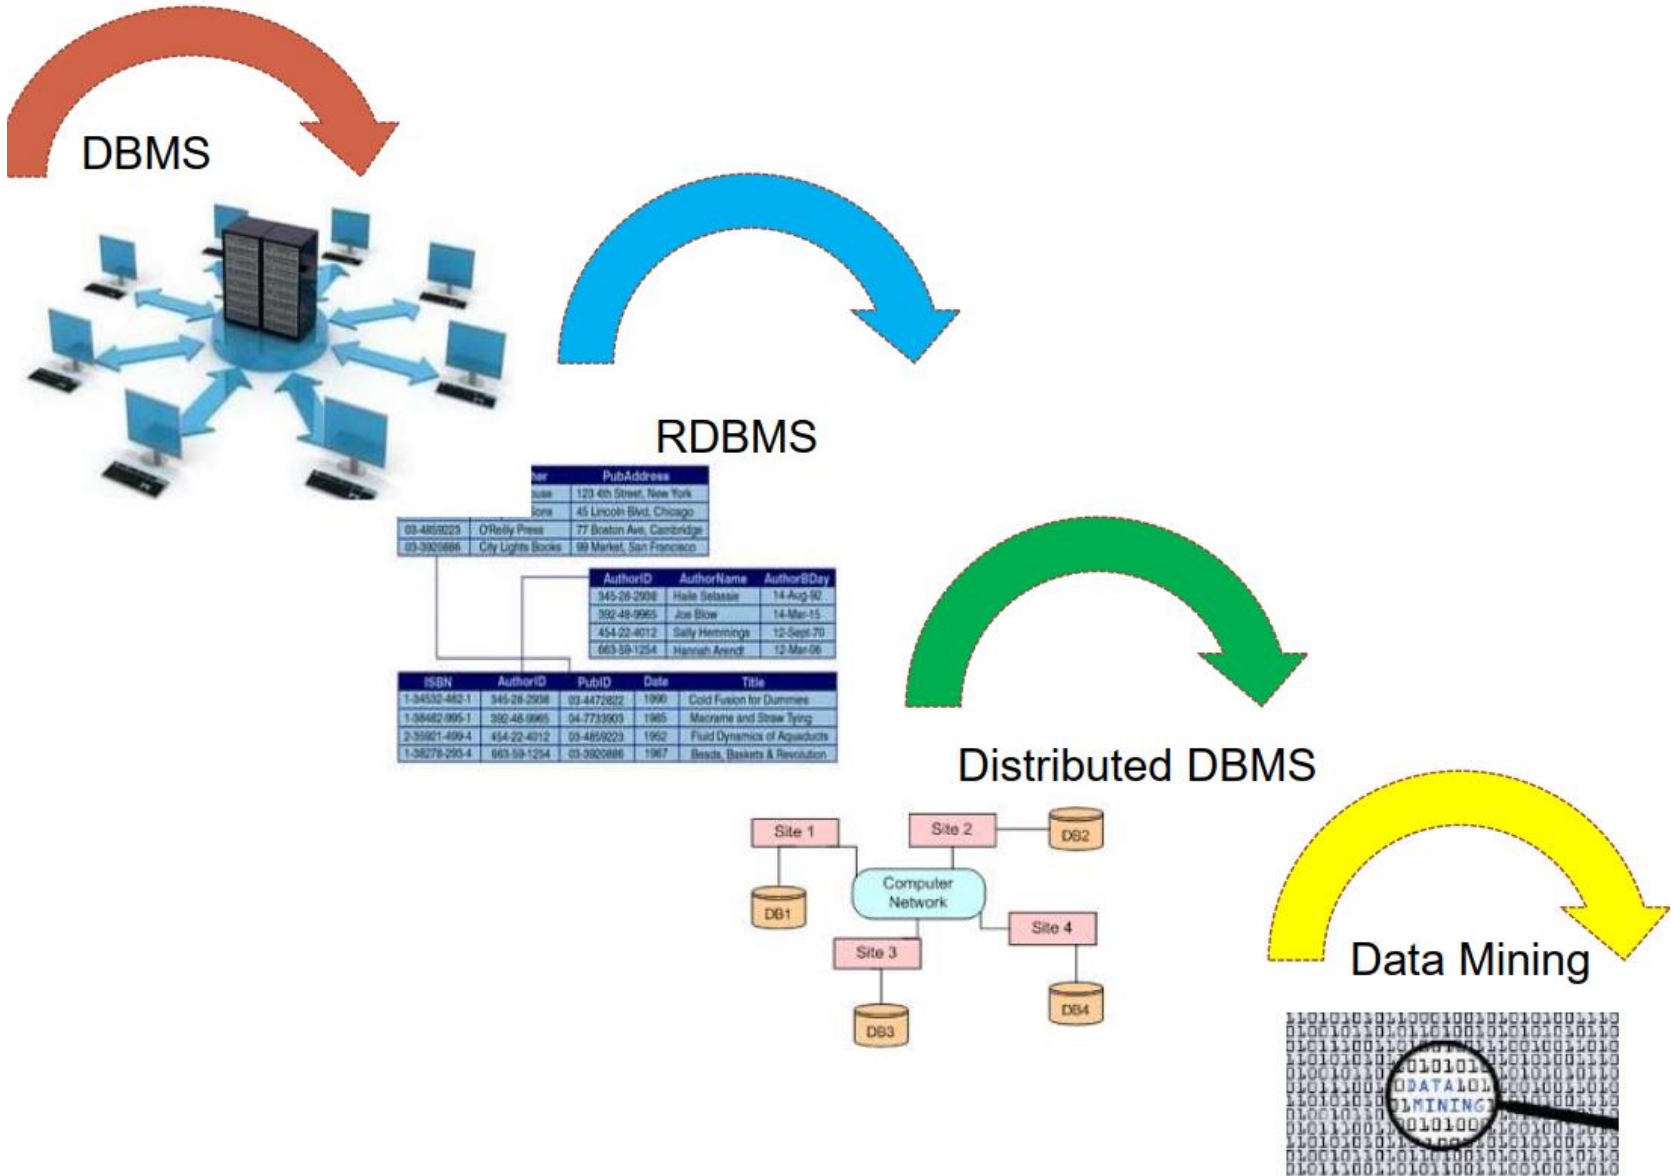 DBMS
RDBMS
her PubAddress
ouse 123 4th Street, New York
ions 45 Lincoln Blvd, Chicago
03-4859223 O'Reilly Press 77 Boston Ave, Cambridge
03-3920886 City Lights Books 99 Market, San Francisco
AuthorID AuthorName AuthorBDay
345-28-2938 Haile Selassie 14-Aug-92
392-48-9965 Joe Blow 14-Mar-15
454-22-4012 Sally Hemmings 12-Sept-70
663-59-1254 Hannah Arendt 12-Mar-06
ISBN AuthorID PubID Date Title
1-34532-482-1 345-28-2938 03-4472822 1990 Cold Fusion for Dummies
1-38482-995-1 392-48-9965 04-7733903 1985 Macrame and Straw Tying
2-35921-499-4 454-22-4012 03-4859223 1952 Fluid Dynamics of Aquaducts
1-38278-293-4 663-59-1254 03-3920886 1967 Beads, Baskets & Revolution
Distributed DBMS
Site 1
Site 2
DB2
Computer
Network
DB1
Site 4
Site 3
DB4
DB3
Data Mining
DATA
MINING